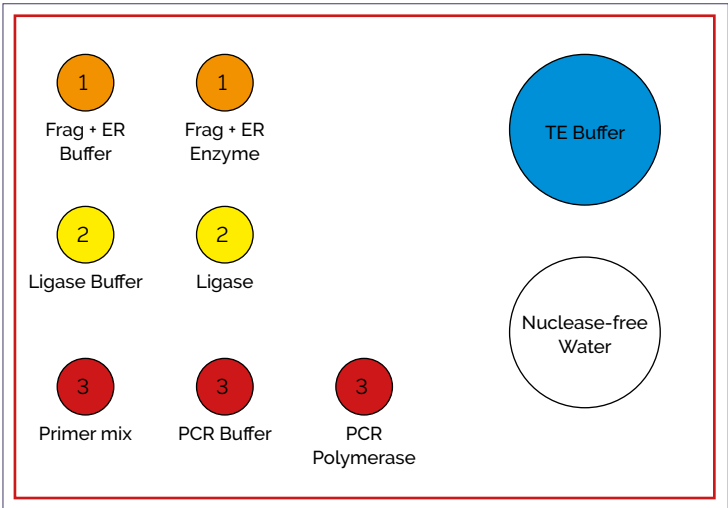 1
1
Frag + ER
Buffer
Frag + ER
Enzyme
TE Buffer
2
2
Ligase Buffer
Ligase
Nuclease-free
Water
3
3
3
Primer mix
PCR Buffer
PCR
Polymerase